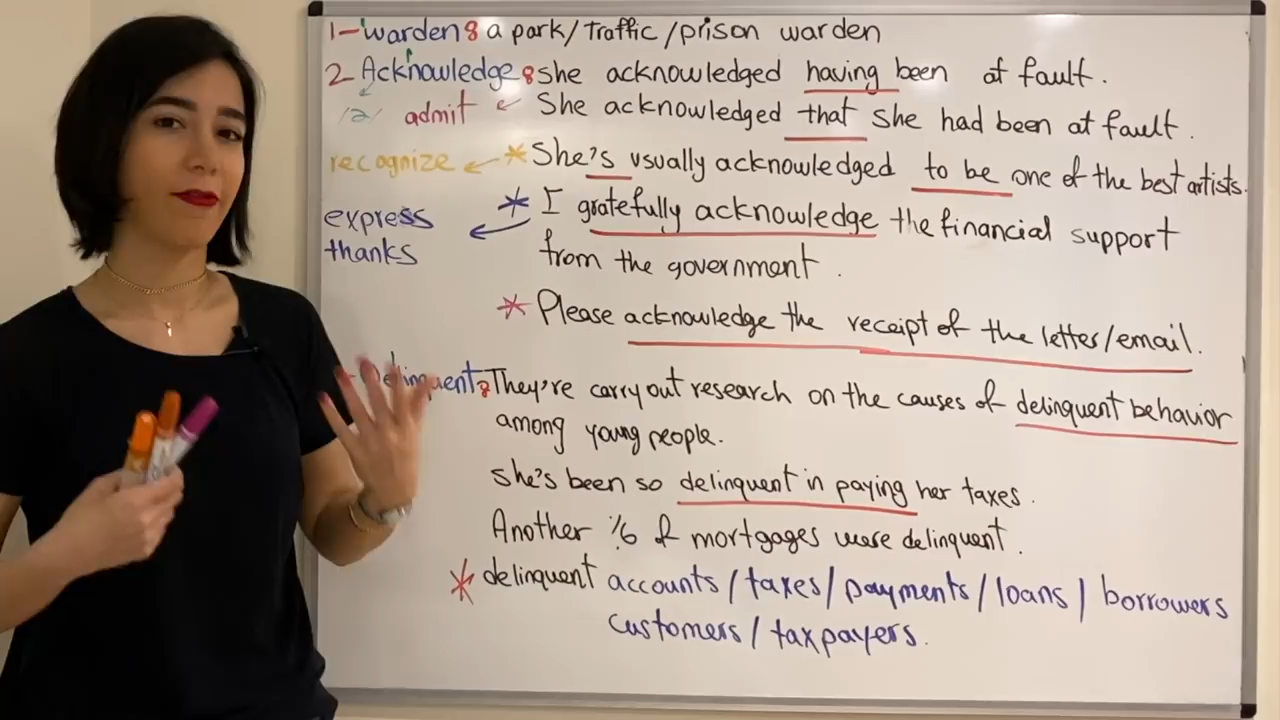 1-warden: a park/Traffic/prison warden
2 Acknowledge: she acknowledged having been at fault.
/ə/ admit ← She acknowledged that she had been at fault.
recognize ← * She's usually acknowledged to be one of the best artists.
express thanks ← * I gratefully acknowledge the financial support
from the government.
* Please acknowledge the receipt of the letter/email.
Delinquent: They're carry out research on the causes of delinquent behavior
among young people.
she's been so delinquent in paying her taxes.
Another %6 of mortgages were delinquent.
* delinquent accounts/taxes/payments/loans/borrowers
customers/taxpayers.